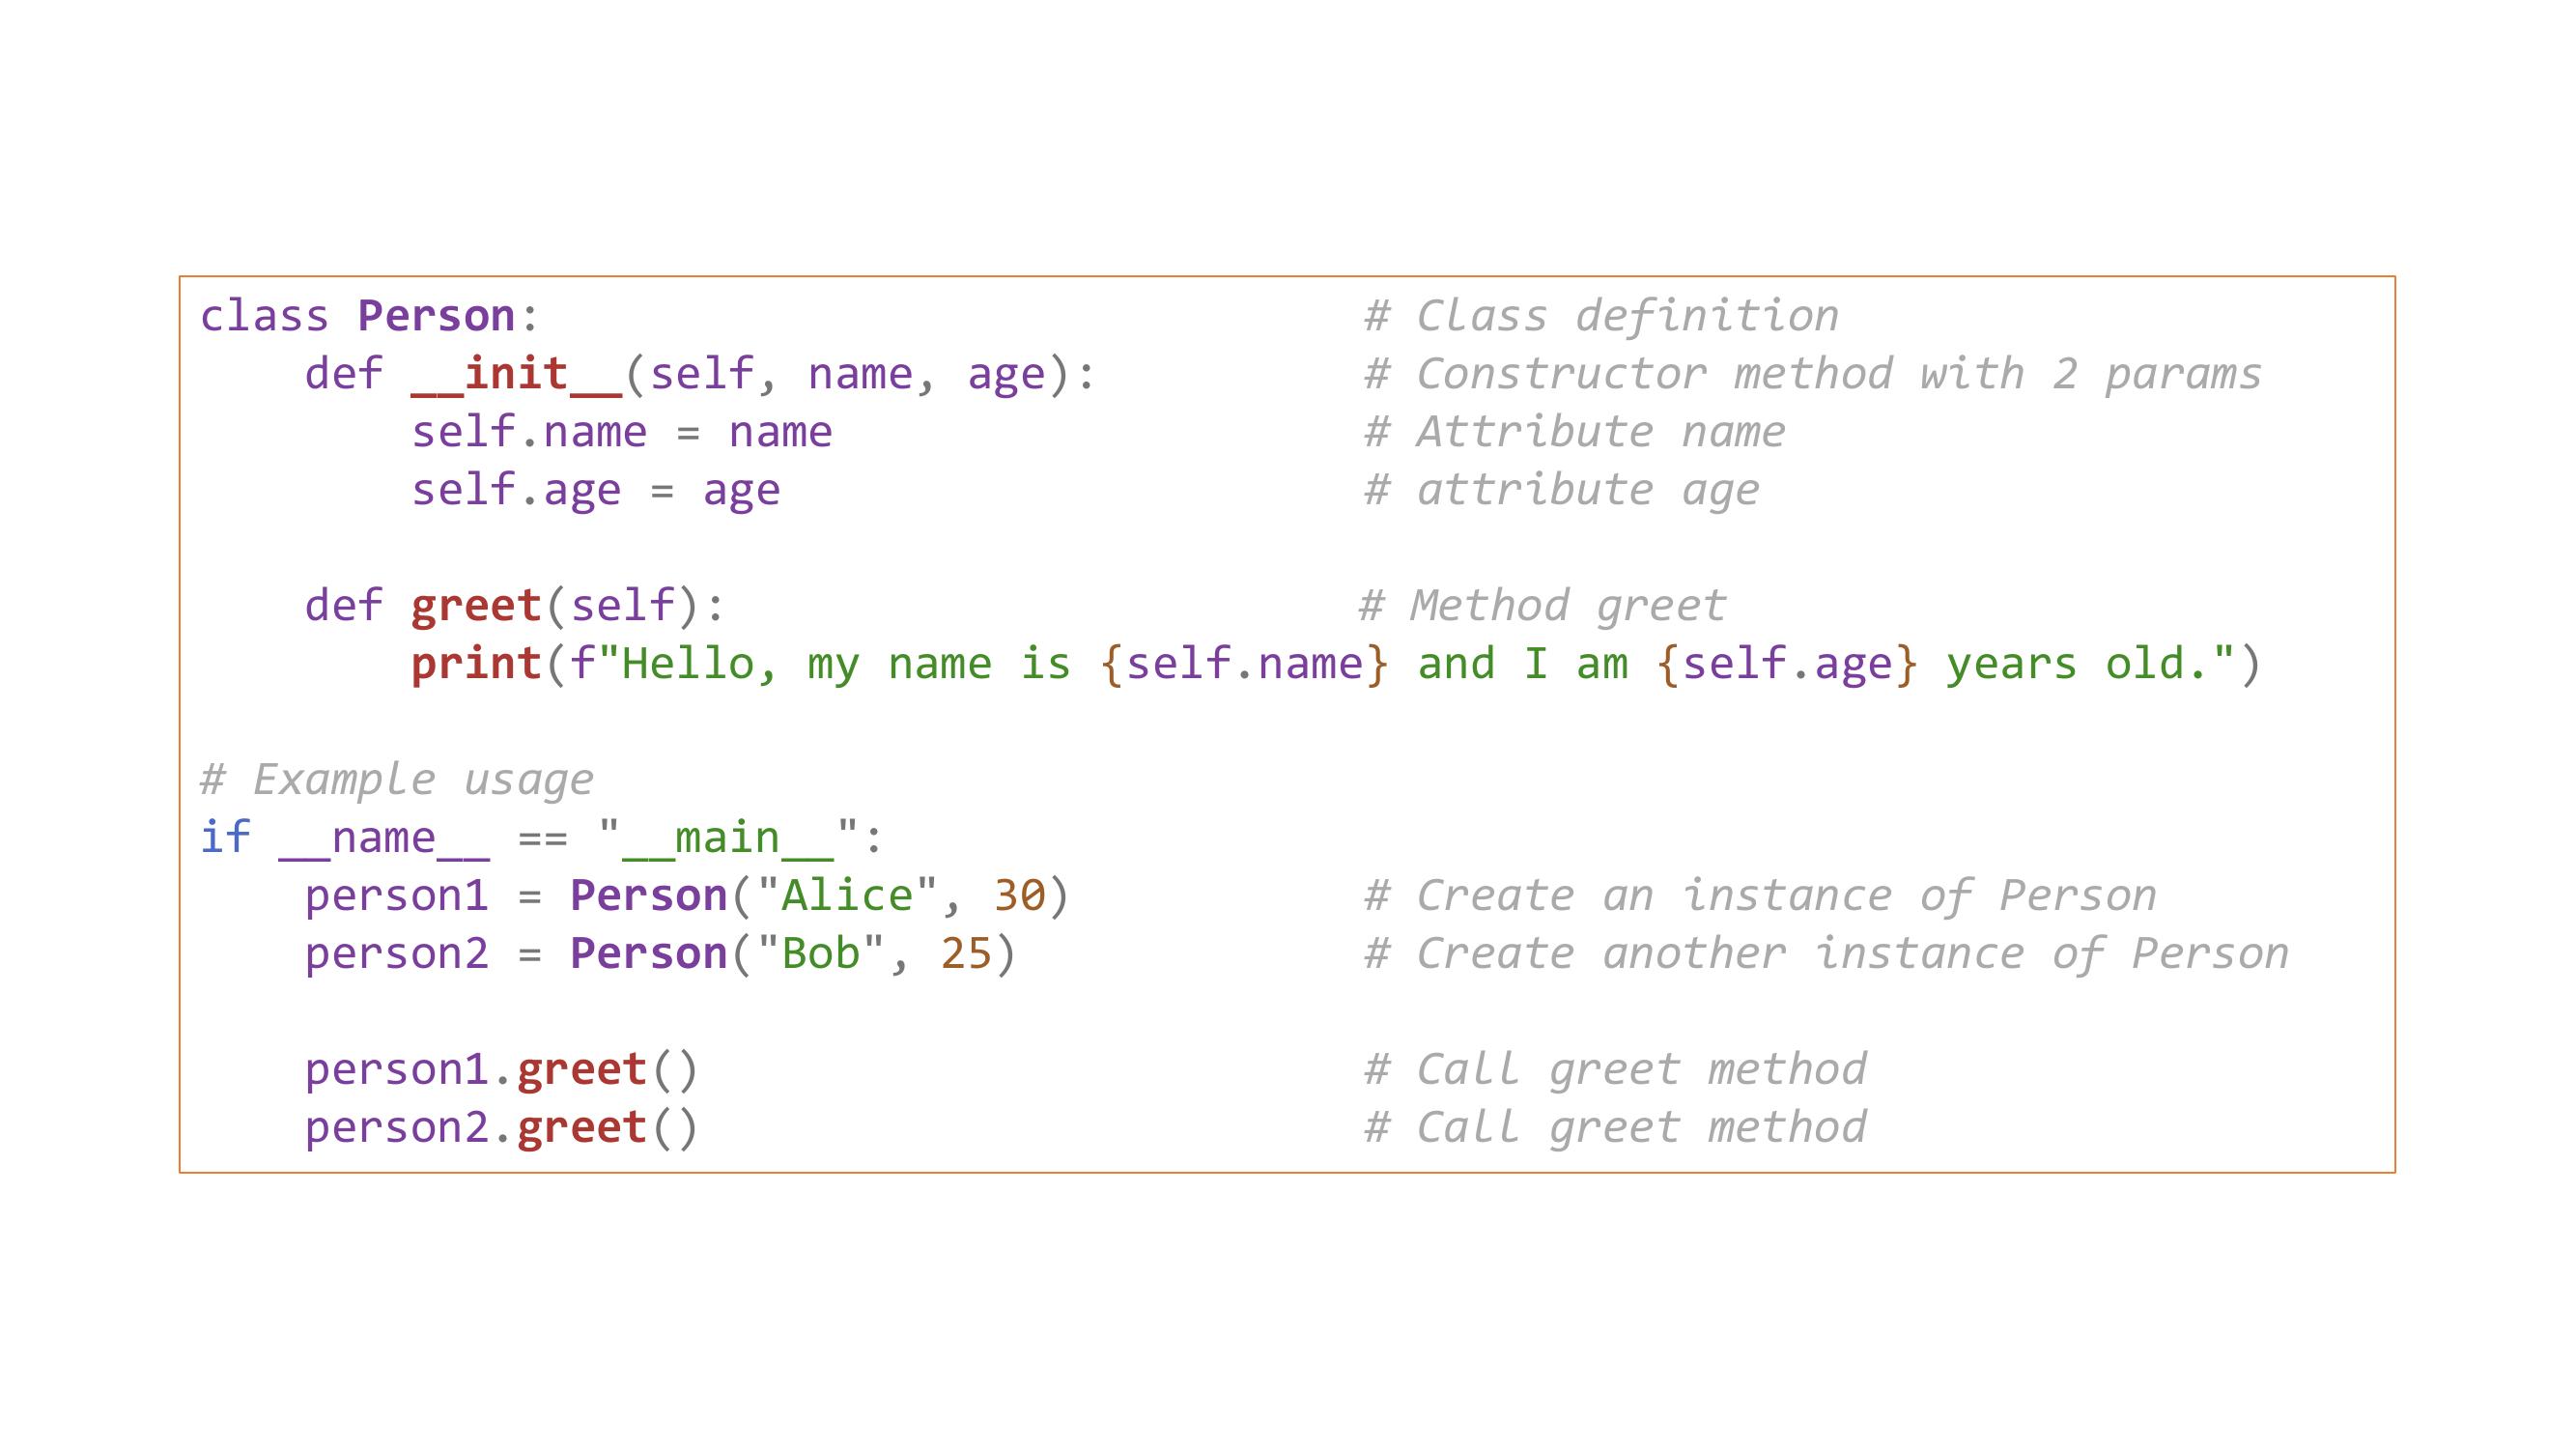 class Person:                                # Class definition
    def __init__(self, name, age):           # Constructor method with 2 params
        self.name = name                     # Attribute name
        self.age = age                       # attribute age

    def greet(self):                         # Method greet
        print(f"Hello, my name is {self.name} and I am {self.age} years old.")

# Example usage
if __name__ == "__main__":
    person1 = Person("Alice", 30)            # Create an instance of Person
    person2 = Person("Bob", 25)              # Create another instance of Person

    person1.greet()                          # Call greet method
    person2.greet()                          # Call greet method